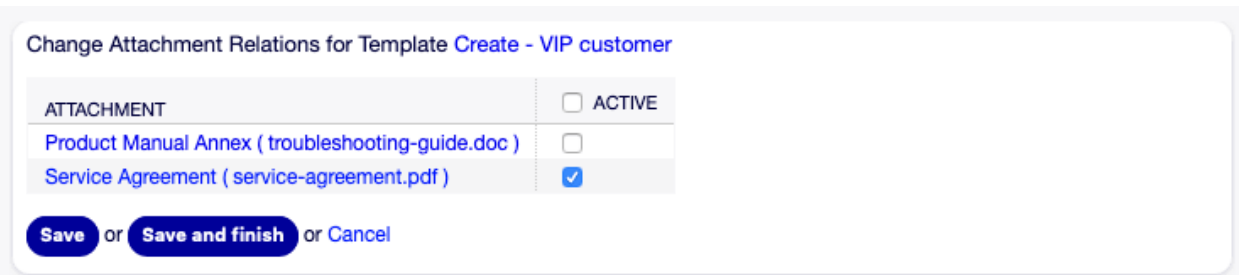 Change Attachment Relations for Template Create - VIP customer
ATTACHMENT ACTIVE
Product Manual Annex ( troubleshooting-guide.doc )
Service Agreement ( service-agreement.pdf )
Save or Save and finish or Cancel